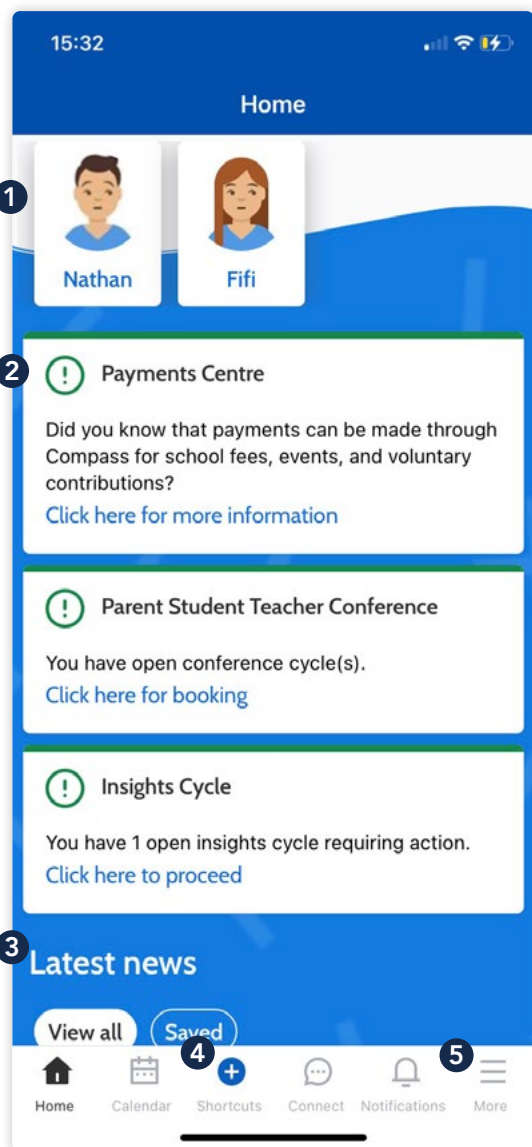 15:32
Home
1
Nathan
Fifi
2
Payments Centre
Did you know that payments can be made through
Compass for school fees, events, and voluntary
contributions?
Click here for more information
Parent Student Teacher Conference
You have open conference cycle(s).
Click here for booking
Insights Cycle
You have 1 open insights cycle requiring action.
Click here to proceed
3
Latest news
View all
Saved
4
5
Home
Calendar
Shortcuts
Connect
Notifications
More